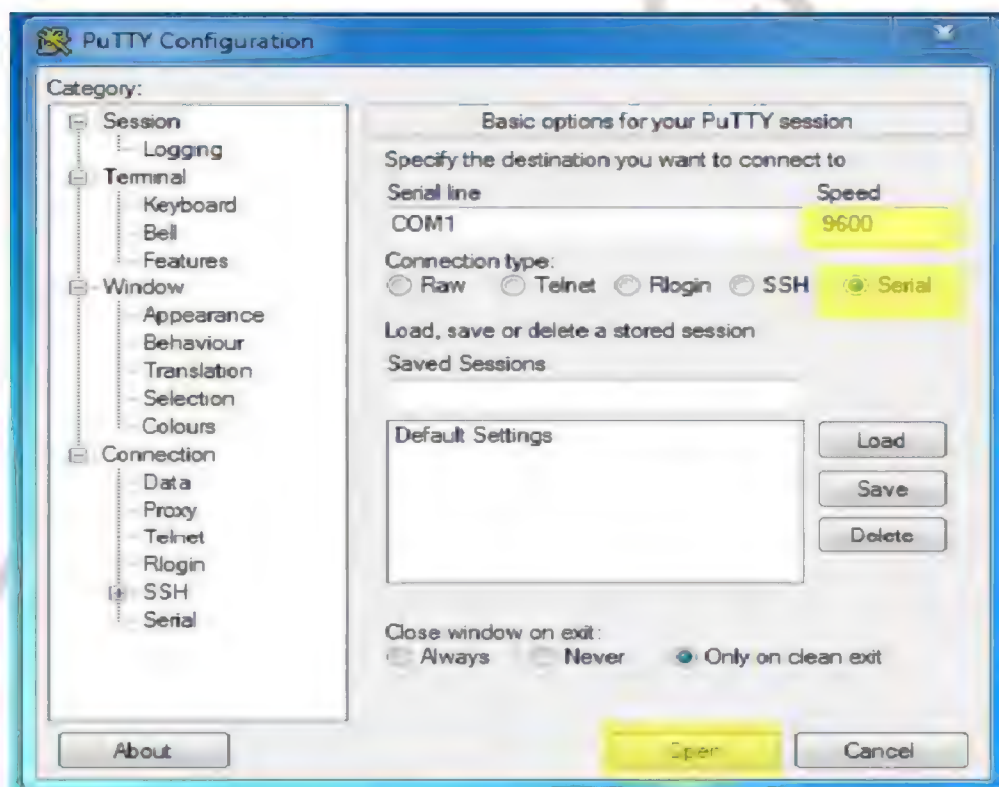 PuTTY Configuration
Category:
Session
Logging
Terminal
Keyboard
Bell
Features
Window
Appearance
Behaviour
Translation
Selection
Colours
Connection
Data
Proxy
Telnet
Rlogin
SSH
Serial
Basic options for your PuTTY session
Specify the destination you want to connect to
Serial line Speed
COM1 9600
Connection type:
Raw Telnet Rlogin SSH Serial
Load, save or delete a stored session
Saved Sessions
Default Settings
Load
Save
Delete
Close window on exit:
Always Never Only on clean exit
About Open Cancel